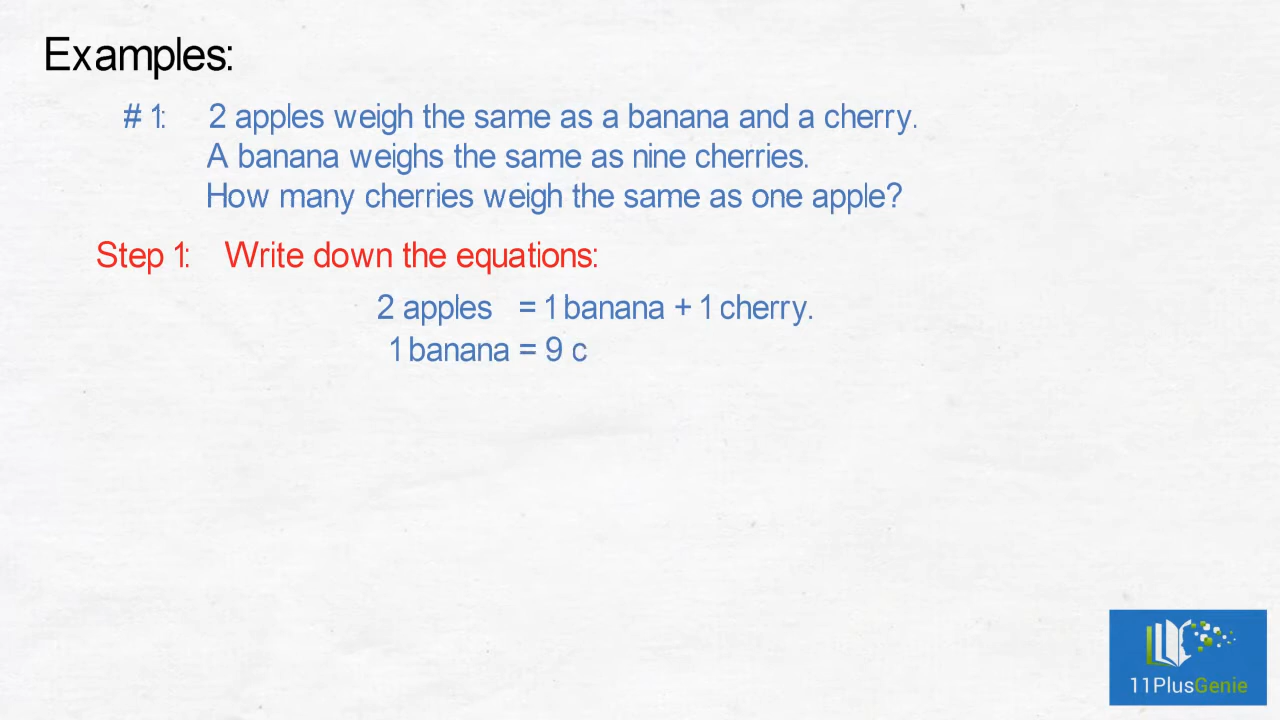 Examples:
# 1: 2 apples weigh the same as a banana and a cherry.
A banana weighs the same as nine cherries.
How many cherries weigh the same as one apple?
Step 1: Write down the equations:
2 apples = 1 banana + 1 cherry.
1 banana = 9 c
11PlusGenie